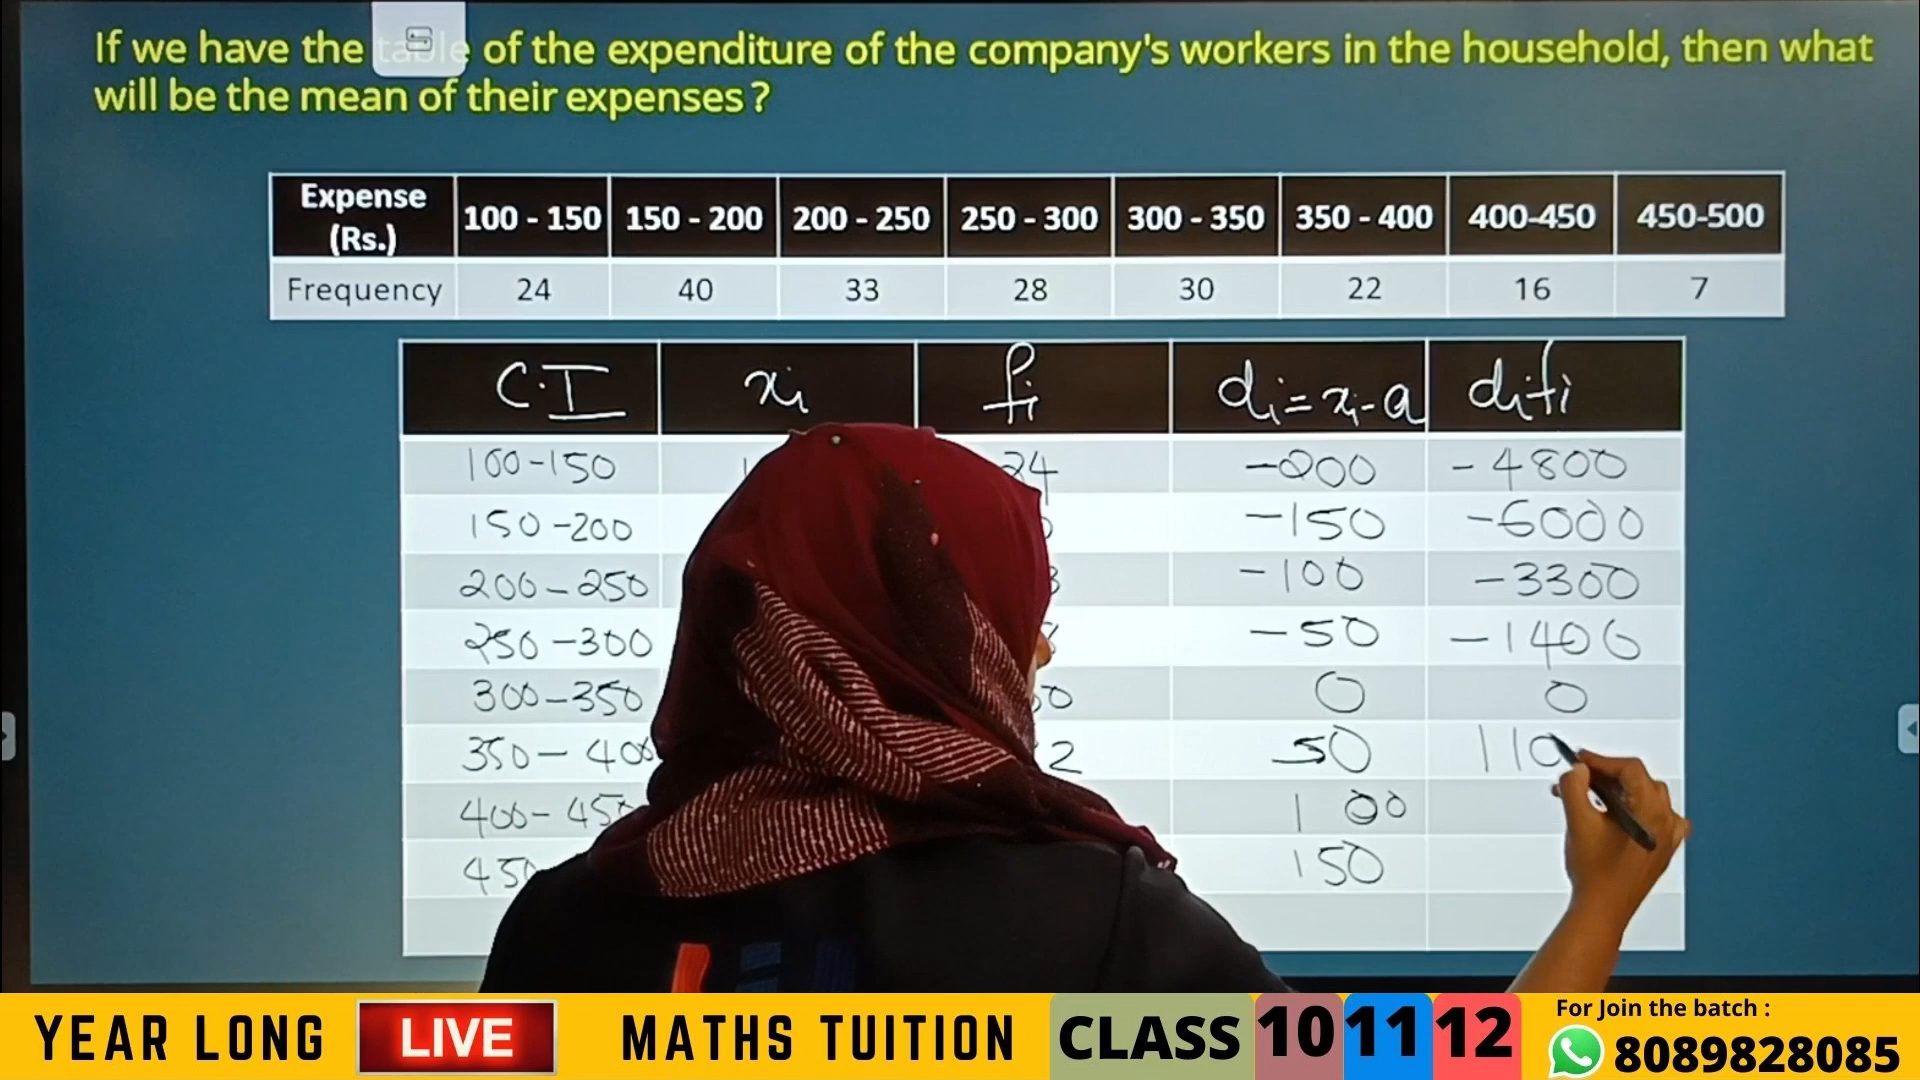 If we have the table of the expenditure of the company's workers in the household, then what
will be the mean of their expenses ?
Expense (Rs.) 100 - 150 150 - 200 200 - 250 250 - 300 300 - 350 350 - 400 400-450 450-500
Frequency 24 40 33 28 30 22 16 7
C.I xi fi di = xi - a difi
100-150 24 -200 -4800
150-200 -150 -6000
200-250 -100 -3300
250-300 -50 -1400
300-350 0 0
350-400 2 50 110
400-450 100
450 150
YEAR LONG LIVE MATHS TUITION CLASS 10 11 12
For Join the batch :
8089828085